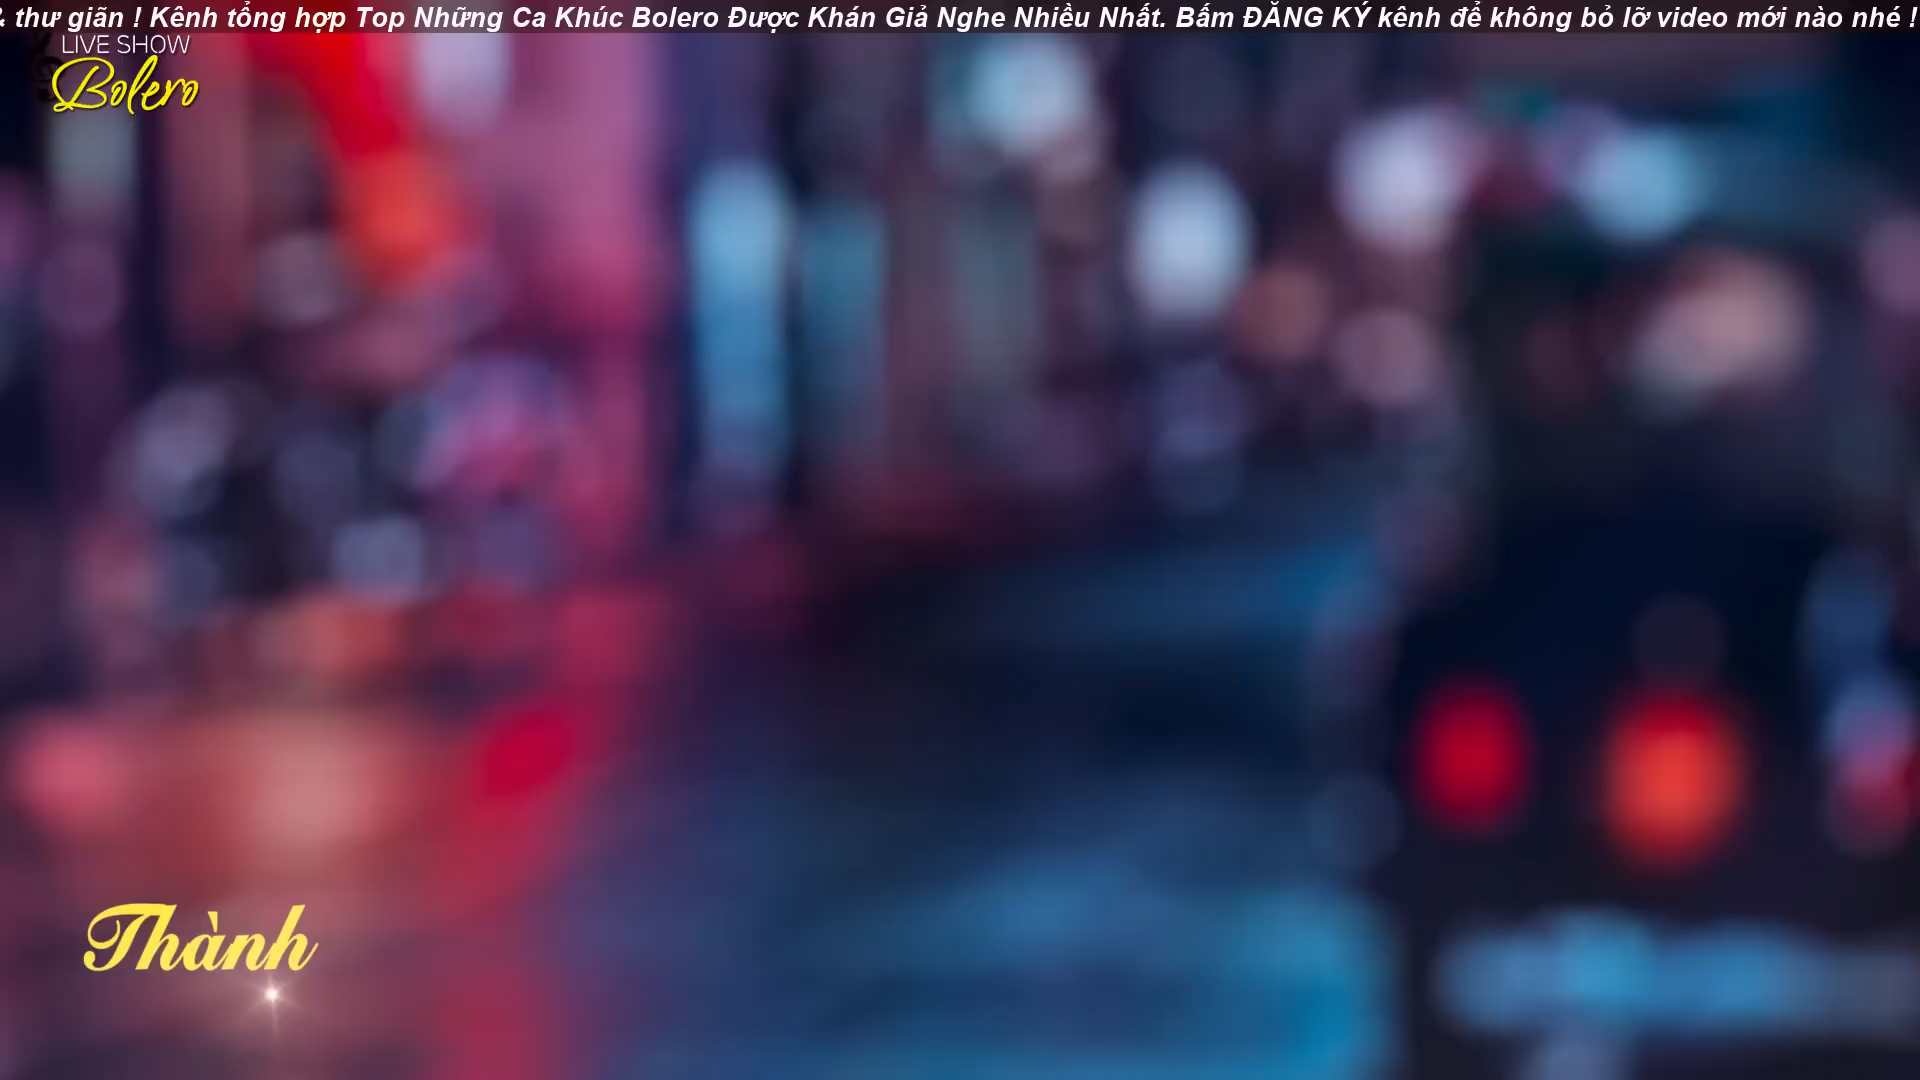 & thư giãn ! Kênh tổng hợp Top Những Ca Khúc Bolero Được Khán Giả Nghe Nhiều Nhất. Bấm ĐĂNG KÝ kênh để không bỏ lỡ video mới nào nhé !
LIVE SHOW
Bolero
Thành